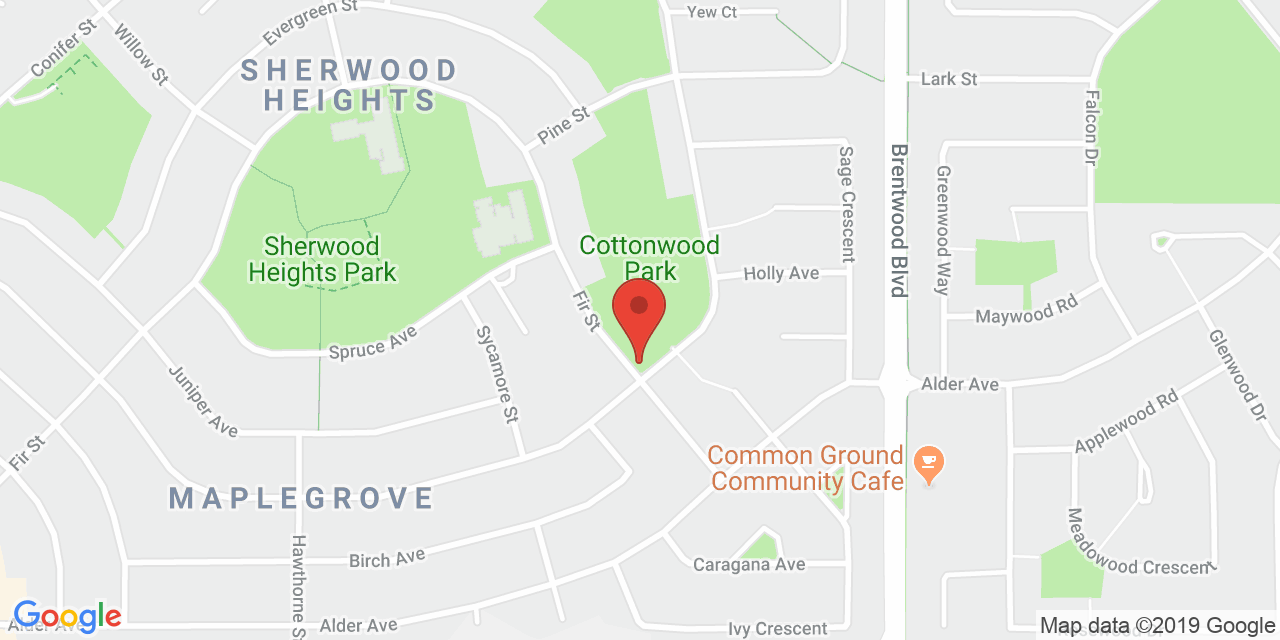 Yew Ct
Evergreen St
Conifer St
Willow St
SHERWOOD
HEIGHTS
Lark St
Pine St
Falcon Dr
Sage Crescent
Brentwood Blvd
Greenwood Way
Sherwood
Heights Park
Cottonwood
Park
Holly Ave
Fir St
Maywood Rd
Spruce Ave
Sycamore St
Juniper Ave
Alder Ave
Glenwood Dr
Applewood Rd
Fir St
Common Ground
Community Cafe
MAPLEGROVE
Hawthorne St
Birch Ave
Caragana Ave
Meadowood Crescent
Google
Alder Ave
Alder Ave
Ivy Crescent
Map data ©2019 Google